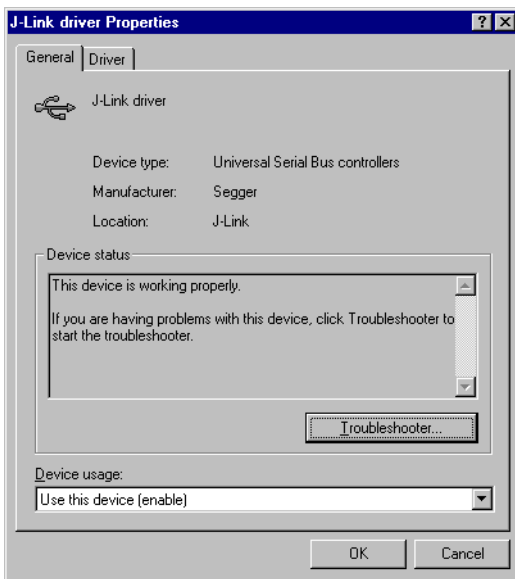 J-Link driver Properties
General
Driver
J-Link driver
Device type: Universal Serial Bus controllers
Manufacturer: Segger
Location: J-Link
Device status
This device is working properly.
If you are having problems with this device, click Troubleshooter to
start the troubleshooter.
Troubleshooter...
Device usage:
Use this device (enable)
OK
Cancel